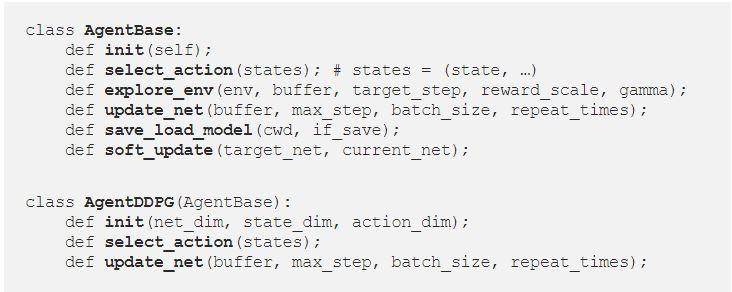 class AgentBase:
    def init(self);
    def select_action(states); # states = (state, …)
    def explore_env(env, buffer, target_step, reward_scale, gamma);
    def update_net(buffer, max_step, batch_size, repeat_times);
    def save_load_model(cwd, if_save);
    def soft_update(target_net, current_net);

class AgentDDPG(AgentBase):
    def init(net_dim, state_dim, action_dim);
    def select_action(states);
    def update_net(buffer, max_step, batch_size, repeat_times);